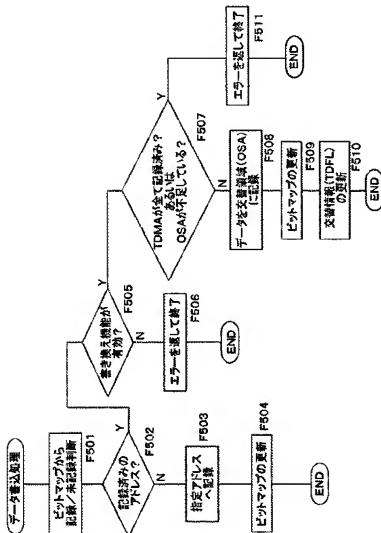 データ書込処理
ビットマップから
記録／未記録判断
F501
記録済みの
アドレス？
F502
Y
N
指定アドレス
へ記録
F503
ビットマップの更新
F504
END
書き換え機能が
有効？
F505
Y
N
エラーを返して終了
F506
END
TDMAが全て記録済み？
あるいは
OSAが不足している？
F507
Y
N
データを交替領域(OSA)
に記録
F508
ビットマップの更新
F509
交替情報(TDFL)
の更新
F510
END
エラーを返して終了
F511
END